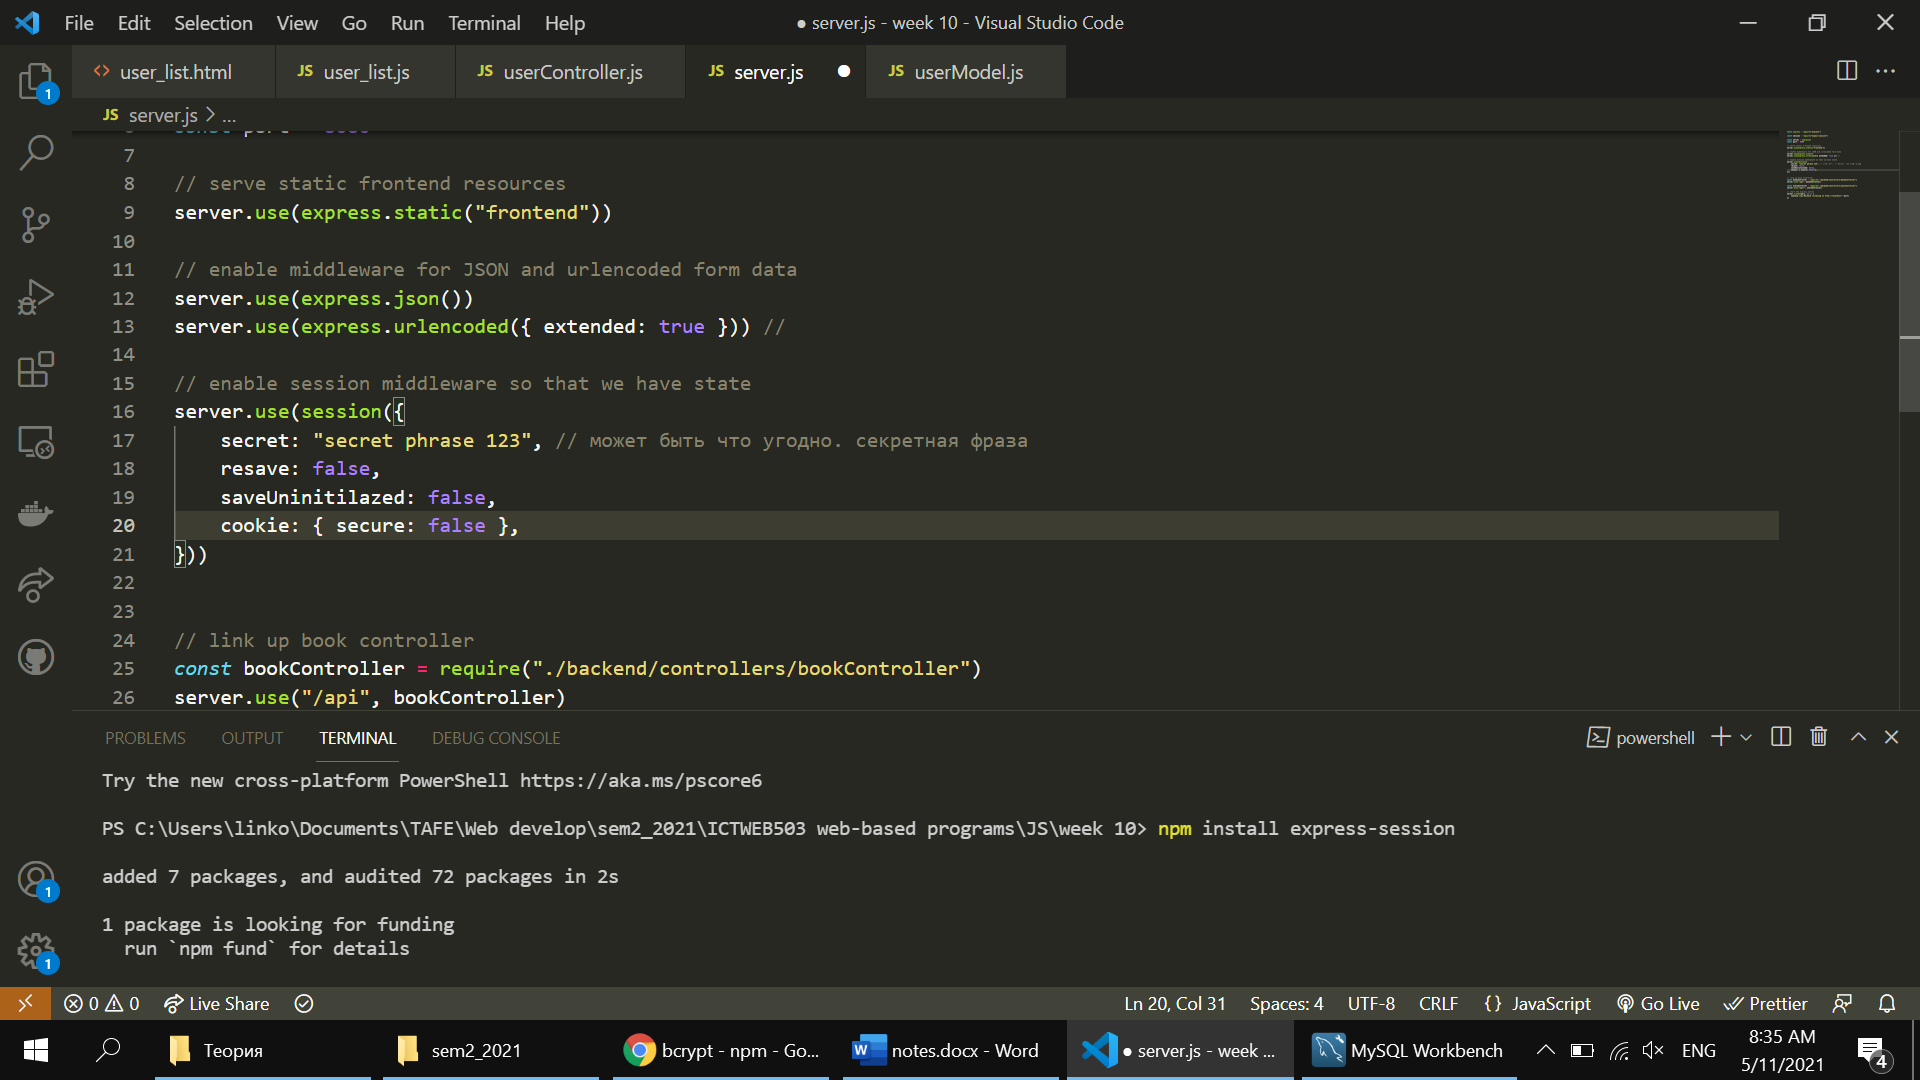 File Edit Selection View Go Run Terminal Help
● server.js - week 10 - Visual Studio Code
user_list.html
JS user_list.js
JS userController.js
JS server.js
JS userModel.js
JS server.js > ...
7
8 // serve static frontend resources
9 server.use(express.static("frontend"))
10
11 // enable middleware for JSON and urlencoded form data
12 server.use(express.json())
13 server.use(express.urlencoded({ extended: true })) //
14
15 // enable session middleware so that we have state
16 server.use(session({
17 secret: "secret phrase 123", // может быть что угодно. секретная фраза
18 resave: false,
19 saveUninitilazed: false,
20 cookie: { secure: false },
21 }))
22
23
24 // link up book controller
25 const bookController = require("./backend/controllers/bookController")
26 server.use("/api", bookController)
PROBLEMS OUTPUT TERMINAL DEBUG CONSOLE
powershell
Try the new cross-platform PowerShell https://aka.ms/pscore6
PS C:\Users\linko\Documents\TAFE\Web develop\sem2_2021\ICTWEB503 web-based programs\JS\week 10> npm install express-session
added 7 packages, and audited 72 packages in 2s
1 package is looking for funding
run `npm fund` for details
1
1
1
0 0 Live Share
Ln 20, Col 31 Spaces: 4 UTF-8 CRLF {} JavaScript Go Live Prettier
Теория
sem2_2021
bcrypt - npm - Go...
notes.docx - Word
● server.js - week ...
MySQL Workbench
ENG
8:35 AM
5/11/2021
4